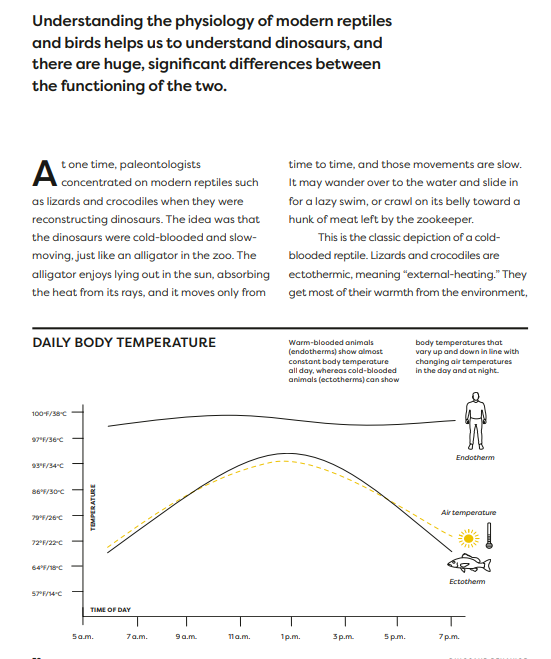 Understanding the physiology of modern reptiles
and birds helps us to understand dinosaurs, and
there are huge, significant differences between
the functioning of the two.
At one time, paleontologists
concentrated on modern reptiles such
as lizards and crocodiles when they were
reconstructing dinosaurs. The idea was that
the dinosaurs were cold-blooded and slow-
moving, just like an alligator in the zoo. The
alligator enjoys lying out in the sun, absorbing
the heat from its rays, and it moves only from
time to time, and those movements are slow.
It may wander over to the water and slide in
for a lazy swim, or crawl on its belly toward a
hunk of meat left by the zookeeper.
This is the classic depiction of a cold-
blooded reptile. Lizards and crocodiles are
ectothermic, meaning “external-heating.” They
get most of their warmth from the environment,
DAILY BODY TEMPERATURE
Warm-blooded animals
(endotherms) show almost
constant body temperature
all day, whereas cold-blooded
animals (ectotherms) can show
body temperatures that
vary up and down in line with
changing air temperatures
in the day and at night.
100°F/38°C
97°F/36°C
93°F/34°C
86°F/30°C
79°F/26°C
72°F/22°C
64°F/18°C
57°F/14°C
TEMPERATURE
Endotherm
Air temperature
Ectotherm
TIME OF DAY
5 a.m.
7 a.m.
9 a.m.
11 a.m.
1 p.m.
3 p.m.
5 p.m.
7 p.m.